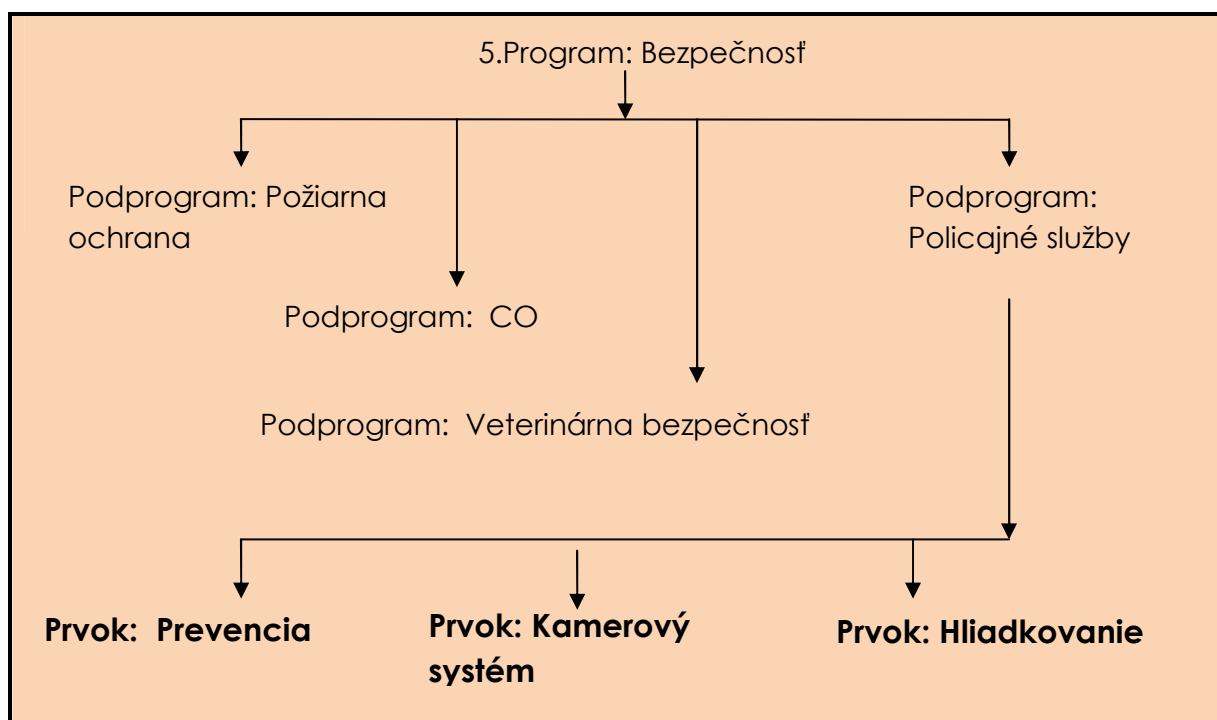 5.Program: Bezpečnosť
Podprogram: Požiarna
ochrana
Podprogram:
Policajné služby
Podprogram:  CO
Podprogram:  Veterinárna bezpečnosť
Prvok:  Prevencia
Prvok: Kamerový
systém
Prvok: Hliadkovanie